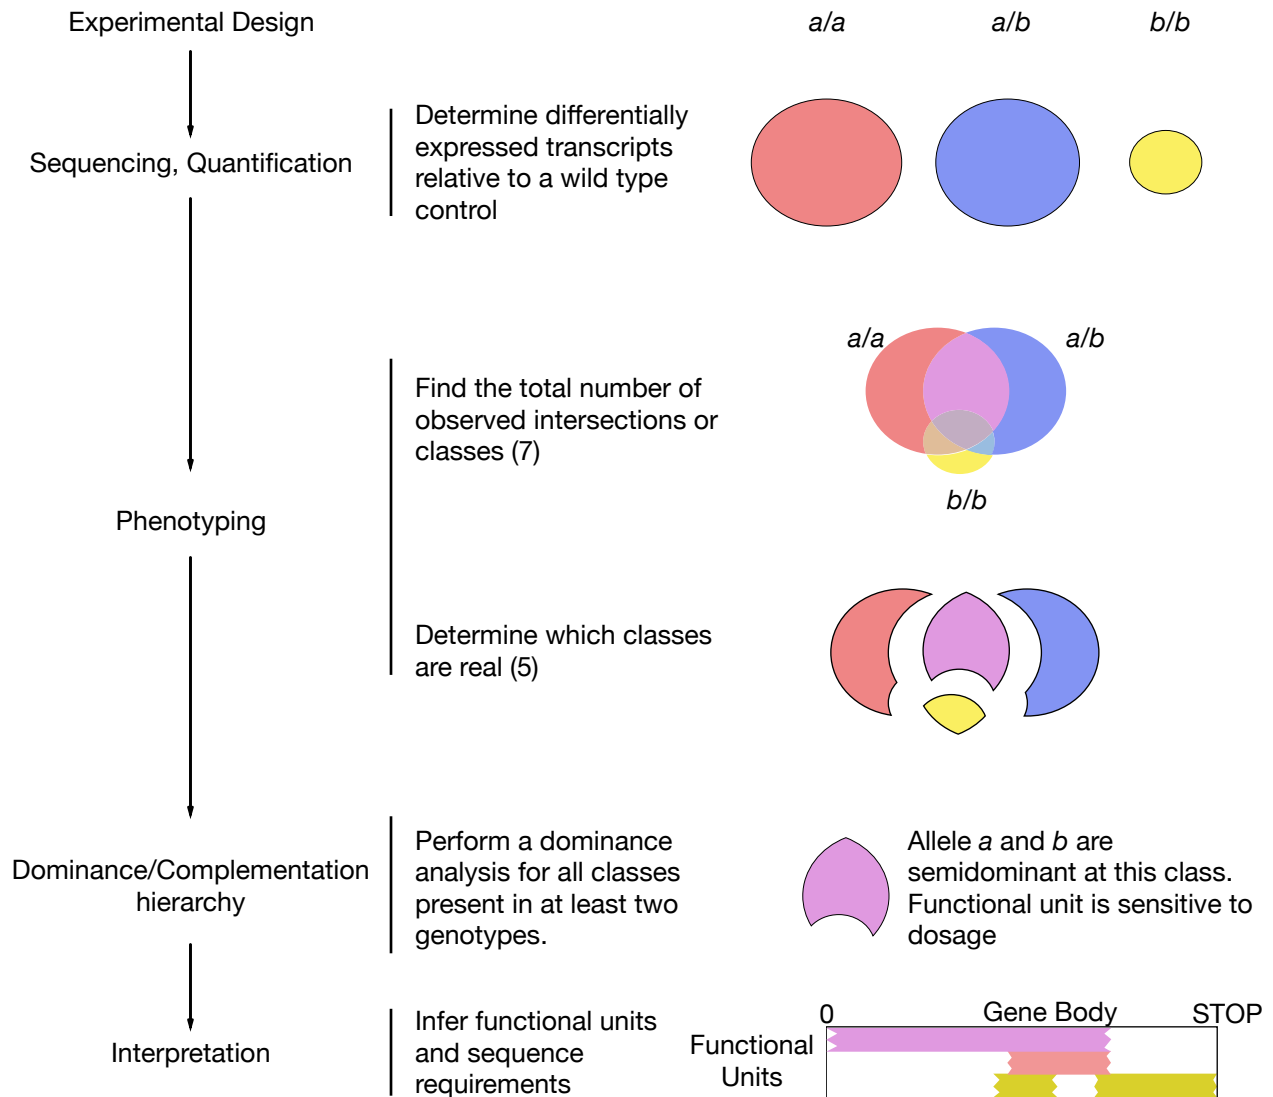 Experimental Design
a/a
a/b
b/b
Sequencing, Quantification
Determine differentially
expressed transcripts
relative to a wild type
control
a/a
a/b
b/b
Find the total number of
observed intersections or
classes (7)
Phenotyping
Determine which classes
are real (5)
Dominance/Complementation
hierarchy
Perform a dominance
analysis for all classes
present in at least two
genotypes.
Allele a and b are
semidominant at this class.
Functional unit is sensitive to
dosage
Interpretation
Infer functional units
and sequence
requirements
0
Gene Body
STOP
Functional
Units